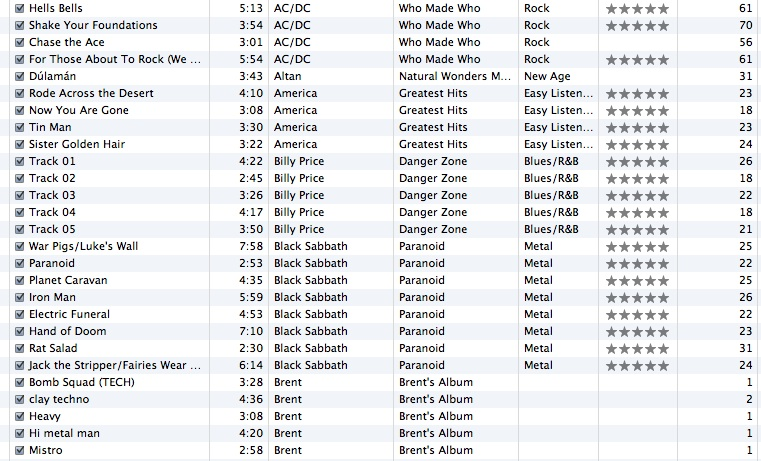 Hells Bells 5:13 AC/DC Who Made Who Rock ★★★★★ 61
Shake Your Foundations 3:54 AC/DC Who Made Who Rock ★★★★★ 70
Chase the Ace 3:01 AC/DC Who Made Who Rock 56
For Those About To Rock (We ... 5:54 AC/DC Who Made Who Rock ★★★★★ 61
Dúlamán 3:43 Altan Natural Wonders M... New Age 31
Rode Across the Desert 4:10 America Greatest Hits Easy Listen... ★★★★★ 23
Now You Are Gone 3:08 America Greatest Hits Easy Listen... ★★★★★ 18
Tin Man 3:30 America Greatest Hits Easy Listen... ★★★★★ 23
Sister Golden Hair 3:22 America Greatest Hits Easy Listen... ★★★★★ 24
Track 01 4:22 Billy Price Danger Zone Blues/R&B ★★★★★ 26
Track 02 2:45 Billy Price Danger Zone Blues/R&B ★★★★★ 18
Track 03 3:26 Billy Price Danger Zone Blues/R&B ★★★★★ 22
Track 04 4:17 Billy Price Danger Zone Blues/R&B ★★★★★ 18
Track 05 3:50 Billy Price Danger Zone Blues/R&B ★★★★★ 21
War Pigs/Luke's Wall 7:58 Black Sabbath Paranoid Metal ★★★★★ 25
Paranoid 2:53 Black Sabbath Paranoid Metal ★★★★★ 22
Planet Caravan 4:35 Black Sabbath Paranoid Metal ★★★★★ 25
Iron Man 5:59 Black Sabbath Paranoid Metal ★★★★★ 26
Electric Funeral 4:53 Black Sabbath Paranoid Metal ★★★★★ 22
Hand of Doom 7:10 Black Sabbath Paranoid Metal ★★★★★ 23
Rat Salad 2:30 Black Sabbath Paranoid Metal ★★★★★ 31
Jack the Stripper/Fairies Wear ... 6:14 Black Sabbath Paranoid Metal ★★★★★ 24
Bomb Squad (TECH) 3:28 Brent Brent's Album 1
clay techno 4:36 Brent Brent's Album 2
Heavy 3:08 Brent Brent's Album 1
Hi metal man 4:20 Brent Brent's Album 1
Mistro 2:58 Brent Brent's Album 1